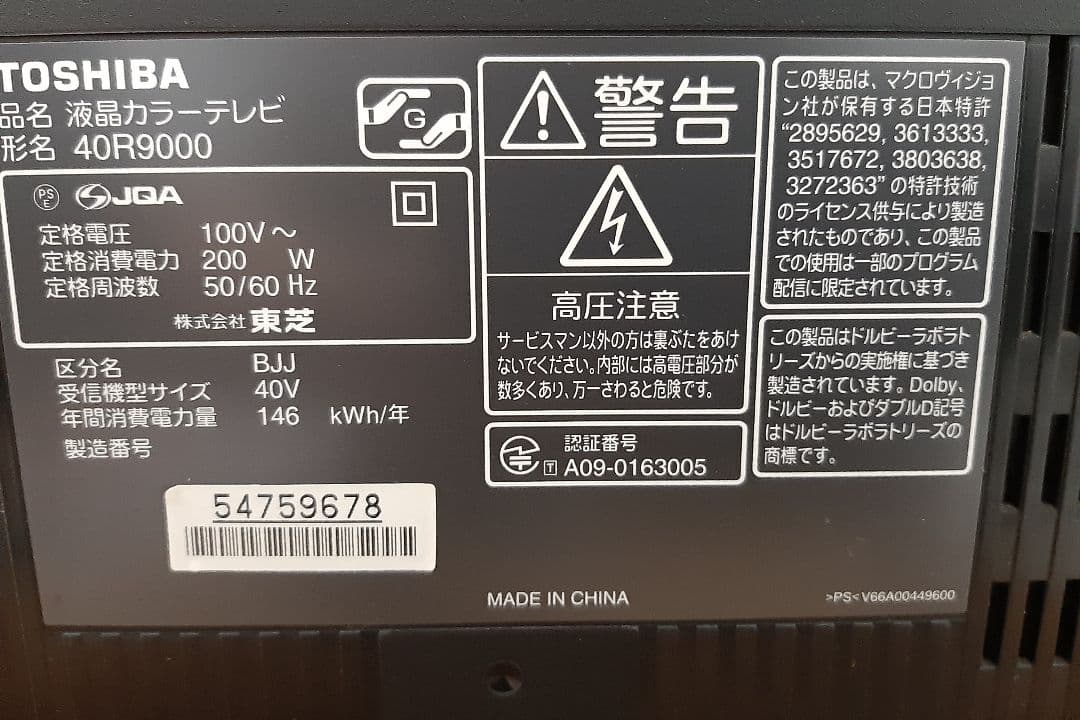 TOSHIBA
品名 液晶カラーテレビ
形名 40R9000
G
PS
E
JQA
定格電圧 100V～
定格消費電力 200 W
定格周波数 50/60 Hz
株式会社 東芝
区分名 BJJ
受信機型サイズ 40V
年間消費電力量 146 kWh/年
製造番号
54759678
警告
高圧注意
サービスマン以外の方は裏ぶたをあけ
ないでください。内部には高電圧部分が
数多くあり、万一さわると危険です。
認証番号
T A09-0163005
この製品は、マクロヴィジョ
ン社が保有する日本特許
“2895629, 3613333,
3517672, 3803638,
3272363” の特許技術
のライセンス供与により製造
されたものであり、この製品
での使用は一部のプログラム
配信に限定されています。
この製品はドルビーラボラト
リーズからの実施権に基づき
製造されています。Dolby、
ドルビーおよびダブルD記号
はドルビーラボラトリーズの
商標です。
MADE IN CHINA
>PS< V66A00449600